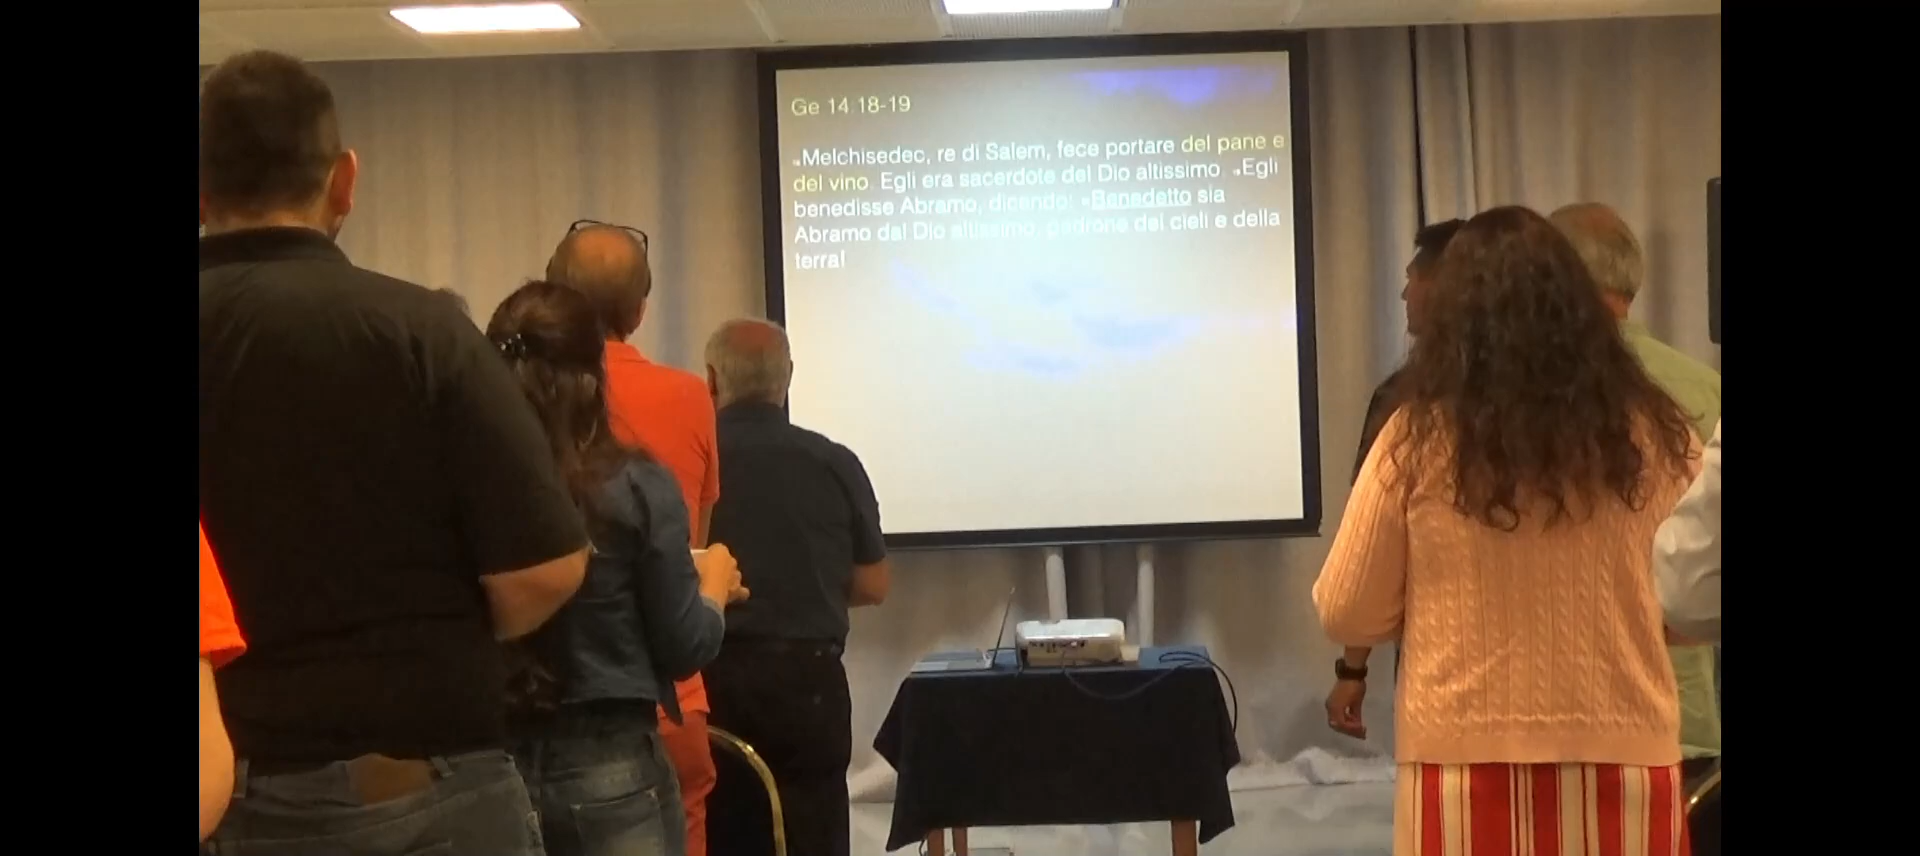 Ge 14.18-19
«Melchisedec, re di Salem, fece portare del pane e
del vino. Egli era sacerdote del Dio altissimo. «Egli
benedisse Abramo, dicendo: «Benedetto sia
Abramo dal Dio altissimo, padrone dei cieli e della
terra!